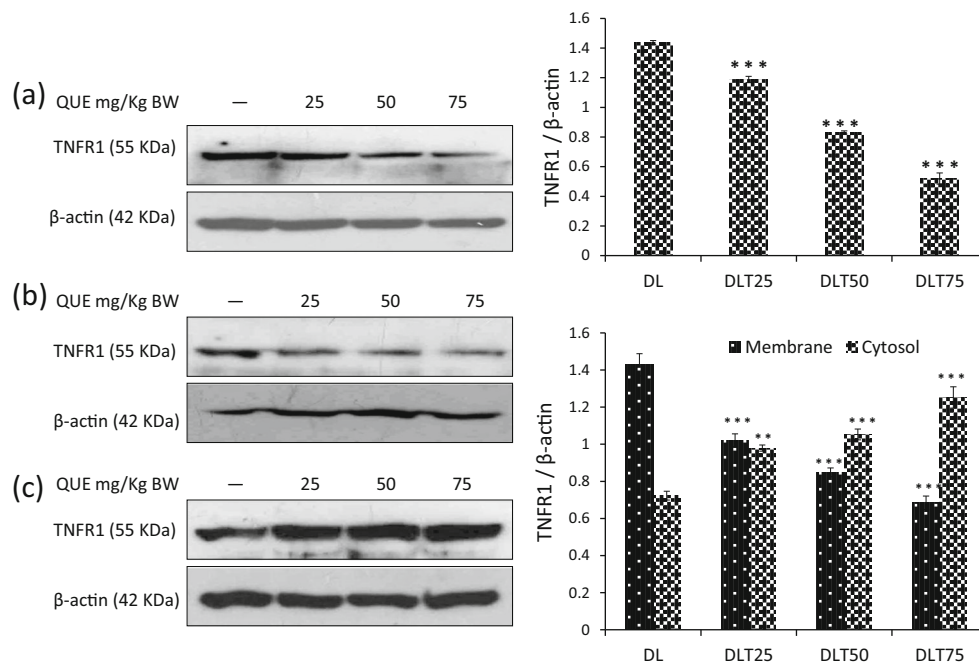 (a)
QUE mg/Kg BW — 25 50 75
TNFR1 (55 KDa)
β-actin (42 KDa)
TNFR1 / β-actin
1.6
1.4
1.2
1
0.8
0.6
0.4
0.2
0
***
***
***
DL DLT25 DLT50 DLT75
(b)
QUE mg/Kg BW — 25 50 75
TNFR1 (55 KDa)
β-actin (42 KDa)
(c)
QUE mg/Kg BW — 25 50 75
TNFR1 (55 KDa)
β-actin (42 KDa)
TNFR1 / β-actin
1.6
1.4
1.2
1
0.8
0.6
0.4
0.2
0
Membrane Cytosol
*** **
*** ***
*** ***
DL DLT25 DLT50 DLT75